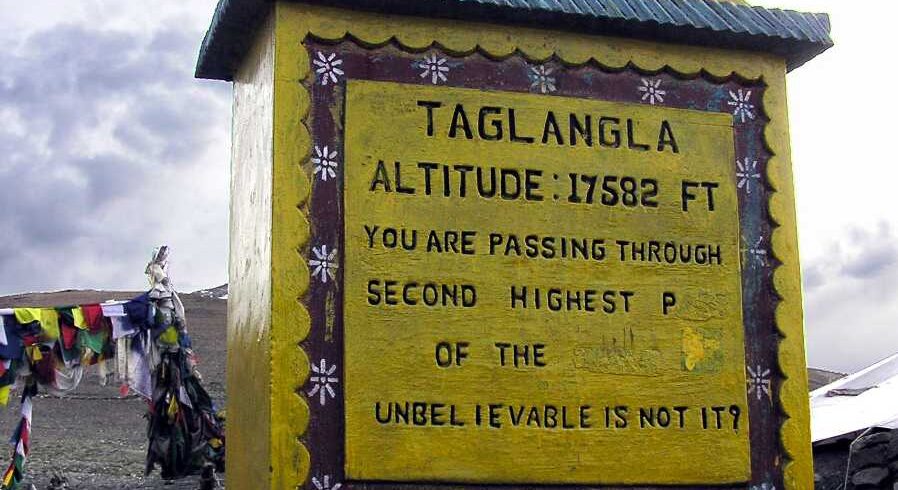 TAGLANGLA
ALTITUDE : 17582 FT
YOU ARE PASSING THROUGH
SECOND HIGHEST P
OF THE
UNBELIEVABLE IS NOT IT?